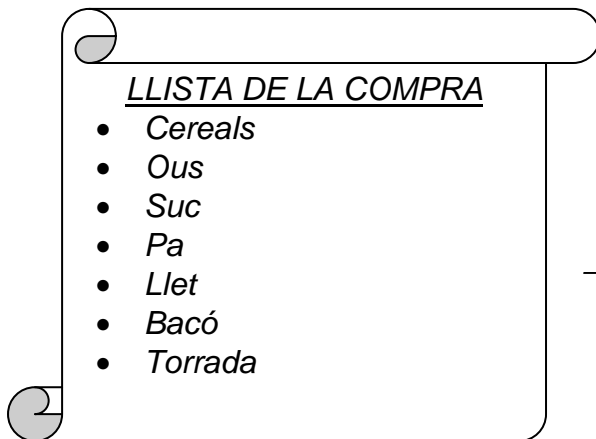 LLISTA DE LA COMPRA
• Cereals
• Ous
• Suc
• Pa
• Llet
• Bacó
• Torrada